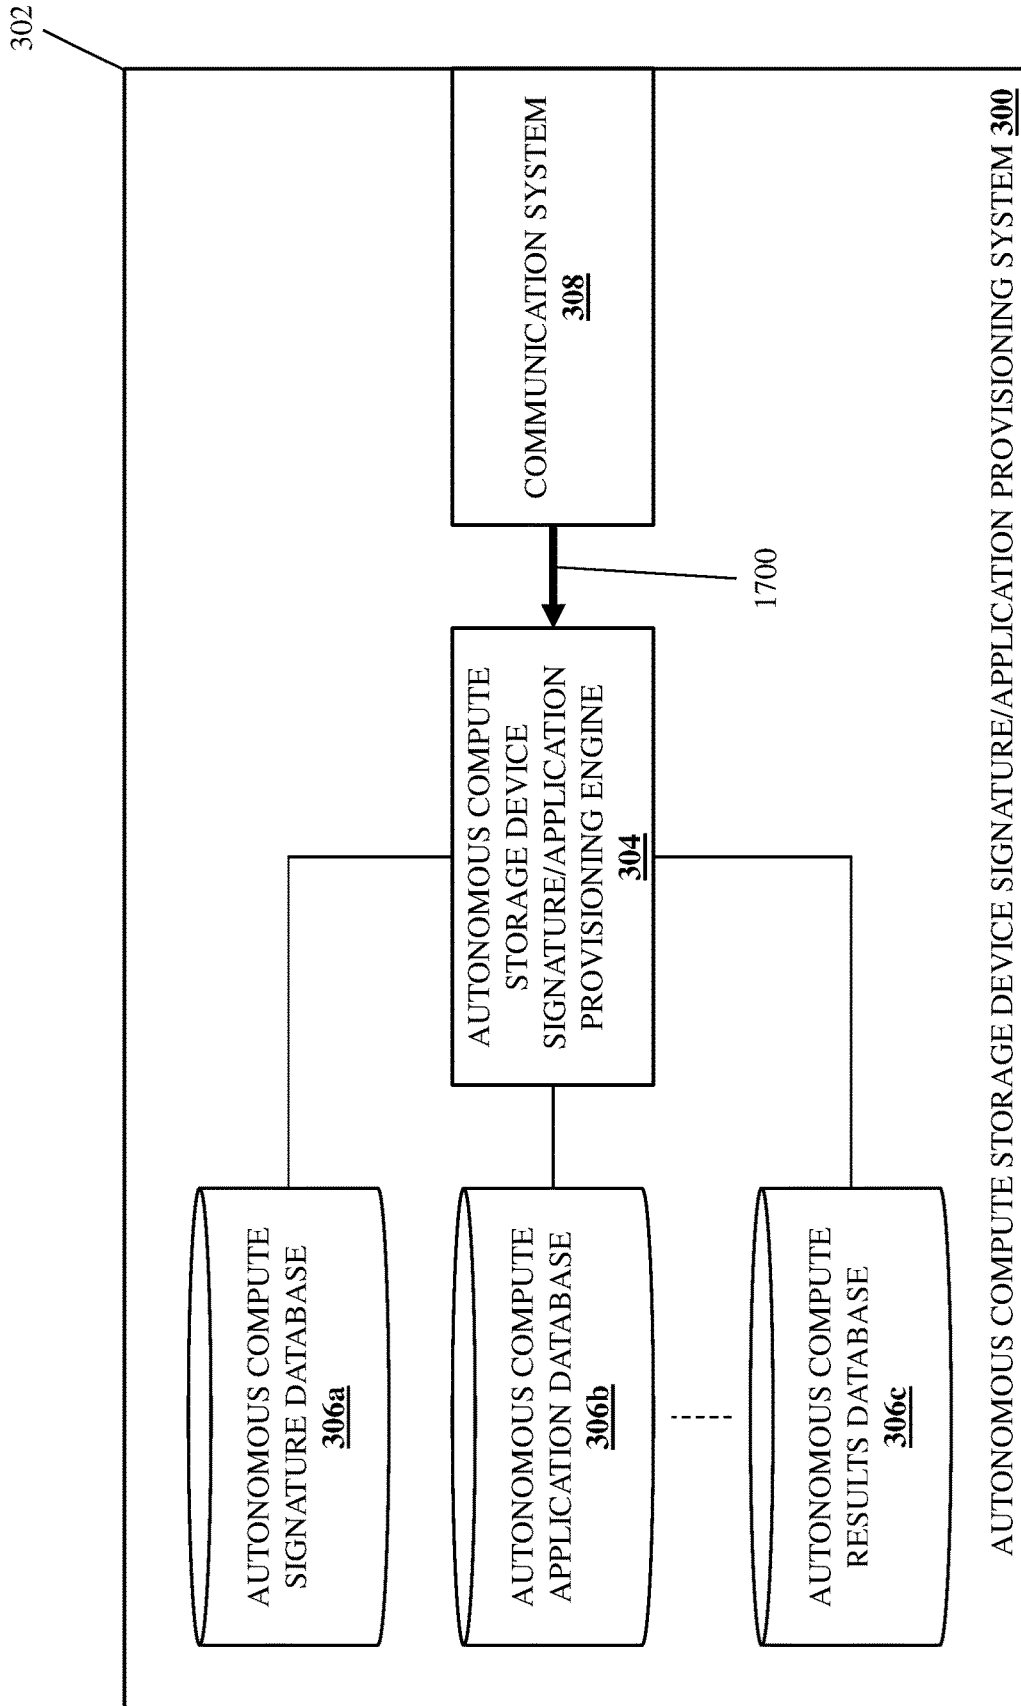 302
COMMUNICATION SYSTEM
308
1700
AUTONOMOUS COMPUTE
STORAGE DEVICE
SIGNATURE/APPLICATION
PROVISIONING ENGINE
304
AUTONOMOUS COMPUTE
SIGNATURE DATABASE
306a
AUTONOMOUS COMPUTE
APPLICATION DATABASE
306b
AUTONOMOUS COMPUTE
RESULTS DATABASE
306c
AUTONOMOUS COMPUTE STORAGE DEVICE SIGNATURE/APPLICATION PROVISIONING SYSTEM 300